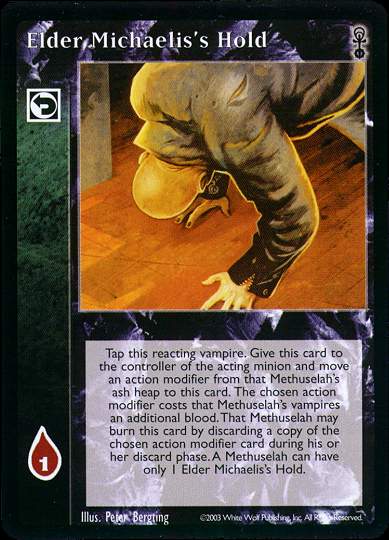 Elder Michaelis's Hold
Tap this reacting vampire. Give this card to
the controller of the acting minion and move
an action modifier from that Methuselah's
ash heap to this card. The chosen action
modifier costs that Methuselah's vampires
an additional blood. That Methuselah may
burn this card by discarding a copy of the
chosen action modifier card during his or
her discard phase. A Methuselah can have
only 1 Elder Michaelis's Hold.
1
Illus. Peter Bergting
©2003 White Wolf Publishing, Inc. All Rights Reserved.